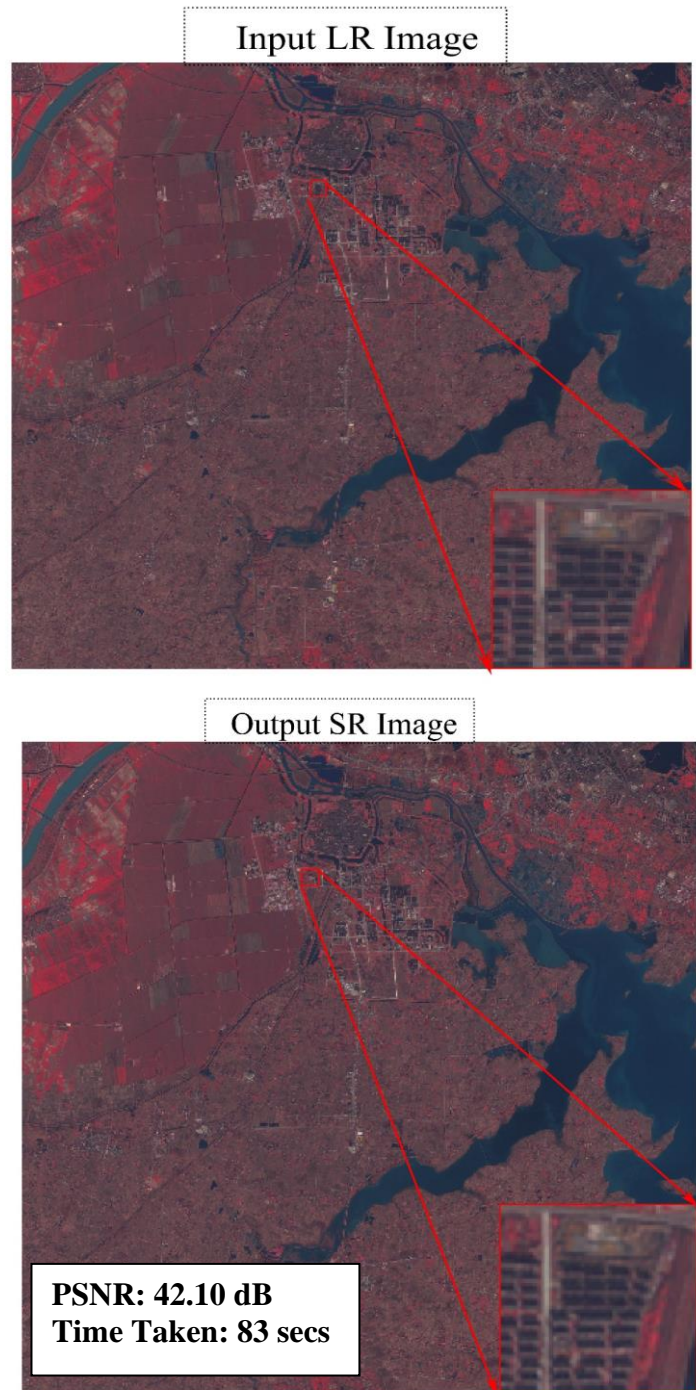 Input LR Image
Output SR Image
PSNR: 42.10 dB
Time Taken: 83 secs